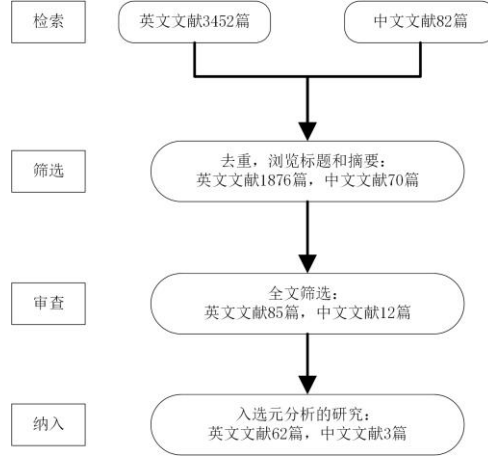 检索
英文文献3452篇
中文文献82篇
筛选
去重，浏览标题和摘要：
英文文献1876篇，中文文献70篇
审查
全文筛选：
英文文献85篇，中文文献12篇
纳入
入选元分析的研究：
英文文献62篇，中文文献3篇